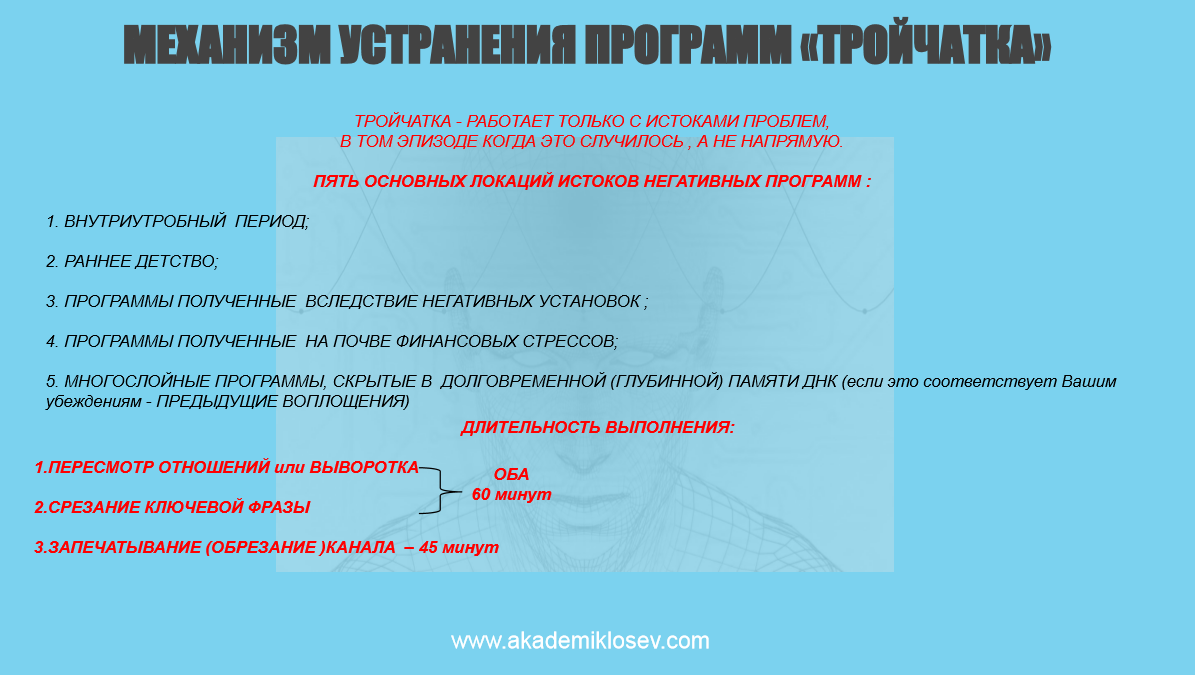 МЕХАНИЗМ УСТРАНЕНИЯ ПРОГРАММ «ТРОЙЧАТКА»
ТРОЙЧАТКА - РАБОТАЕТ ТОЛЬКО С ИСТОКАМИ ПРОБЛЕМ,
В ТОМ ЭПИЗОДЕ КОГДА ЭТО СЛУЧИЛОСЬ , А НЕ НАПРЯМУЮ.
ПЯТЬ ОСНОВНЫХ ЛОКАЦИЙ ИСТОКОВ НЕГАТИВНЫХ ПРОГРАММ :
1. ВНУТРИУТРОБНЫЙ ПЕРИОД;
2. РАННЕЕ ДЕТСТВО;
3. ПРОГРАММЫ ПОЛУЧЕННЫЕ ВСЛЕДСТВИЕ НЕГАТИВНЫХ УСТАНОВОК ;
4. ПРОГРАММЫ ПОЛУЧЕННЫЕ НА ПОЧВЕ ФИНАНСОВЫХ СТРЕССОВ;
5. МНОГОСЛОЙНЫЕ ПРОГРАММЫ, СКРЫТЫЕ В ДОЛГОВРЕМЕННОЙ (ГЛУБИННОЙ) ПАМЯТИ ДНК (если это соответствует Вашим
убеждениям - ПРЕДЫДУЩИЕ ВОПЛОЩЕНИЯ)
ДЛИТЕЛЬНОСТЬ ВЫПОЛНЕНИЯ:
1.ПЕРЕСМОТР ОТНОШЕНИЙ или ВЫВОРОТКА
ОБА
60 минут
2.СРЕЗАНИЕ КЛЮЧЕВОЙ ФРАЗЫ
3.ЗАПЕЧАТЫВАНИЕ (ОБРЕЗАНИЕ )КАНАЛА – 45 минут
www.akademiklosev.com